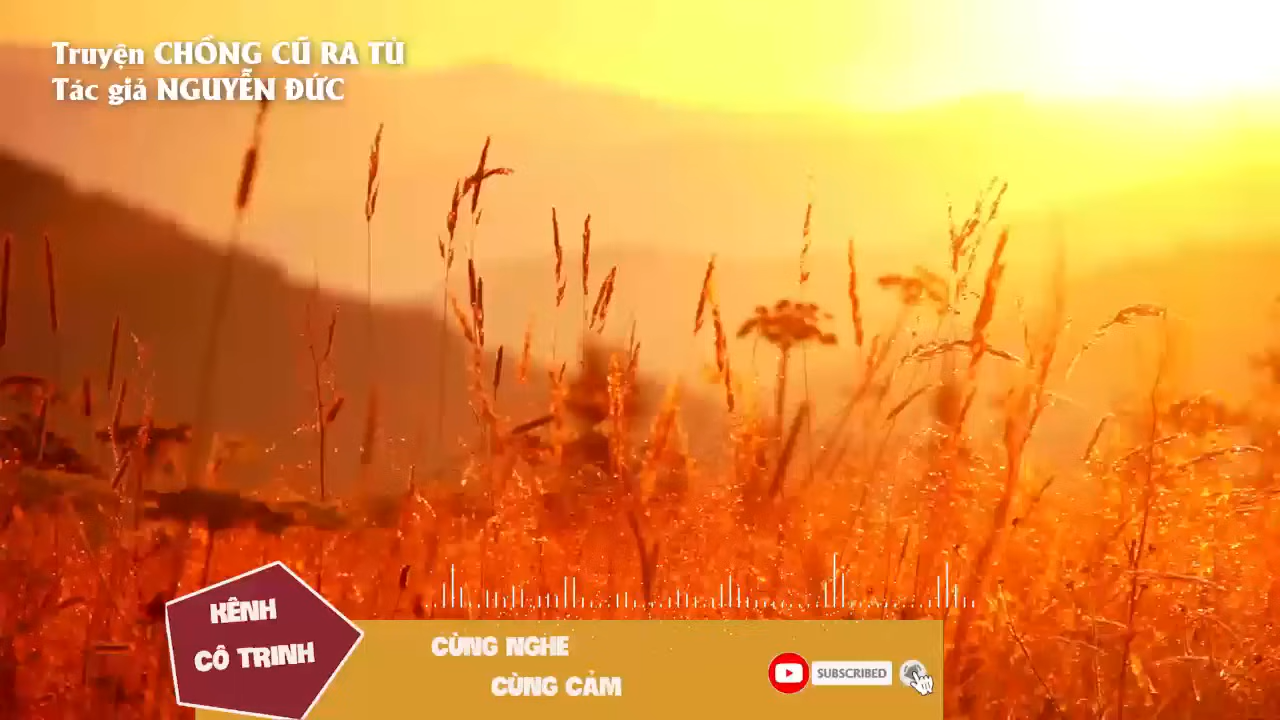 Truyện CHỒNG CŨ RA TÙ
Tác giả NGUYỄN ĐỨC
KÊNH
CÔ TRINH
CÙNG NGHE
CÙNG CẢM
SUBSCRIBED